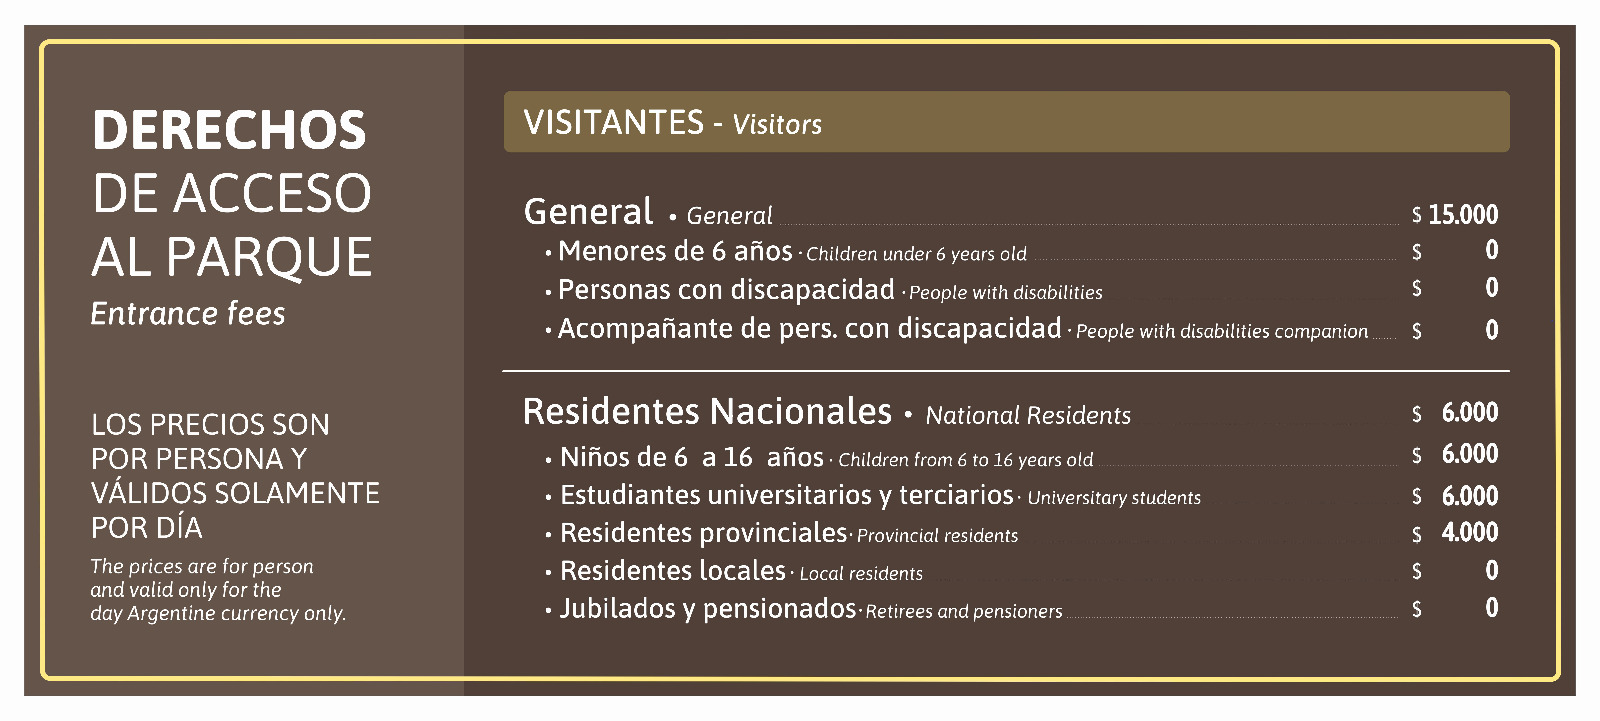 DERECHOS
DE ACCESO
AL PARQUE
Entrance fees
LOS PRECIOS SON
POR PERSONA Y
VÁLIDOS SOLAMENTE
POR DÍA
The prices are for person
and valid only for the
day Argentine currency only.
VISITANTES - Visitors
General • General $ 15.000
• Menores de 6 años · Children under 6 years old $ 0
• Personas con discapacidad · People with disabilities $ 0
• Acompañante de pers. con discapacidad · People with disabilities companion $ 0
Residentes Nacionales • National Residents $ 6.000
• Niños de 6 a 16 años · Children from 6 to 16 years old $ 6.000
• Estudiantes universitarios y terciarios · Universitary students $ 6.000
• Residentes provinciales · Provincial residents $ 4.000
• Residentes locales · Local residents $ 0
• Jubilados y pensionados · Retirees and pensioners $ 0